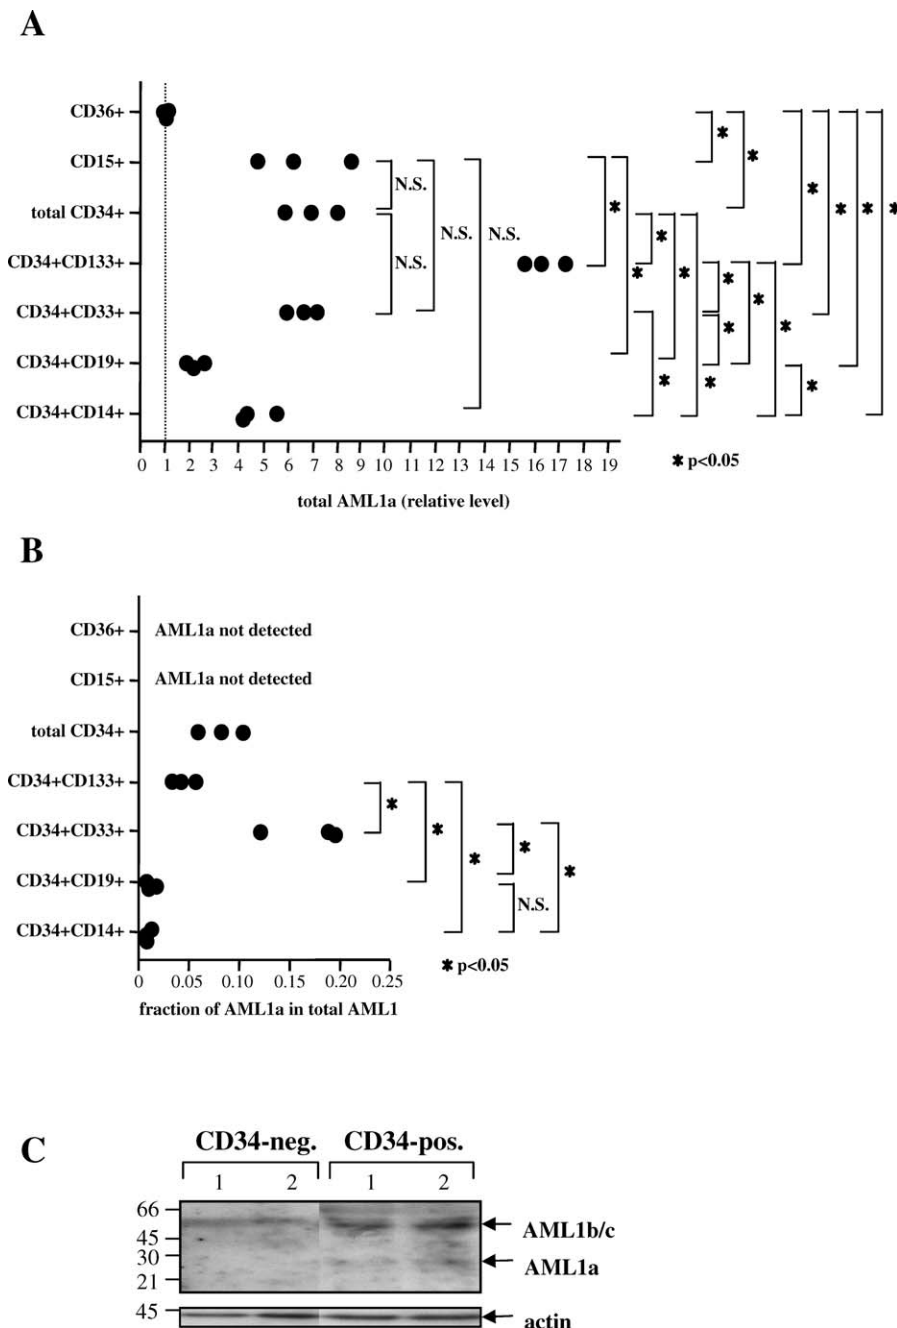 A
CD36+
CD15+
total CD34+
CD34+CD133+
CD34+CD33+
CD34+CD19+
CD34+CD14+
N.S.
N.S.
N.S.
N.S.
* * * * * * * * * * * * * * * * *
0 1 2 3 4 5 6 7 8 9 10 11 12 13 14 15 16 17 18 19
* p<0.05
total AML1a (relative level)
B
CD36+ AML1a not detected
CD15+ AML1a not detected
total CD34+
CD34+CD133+
CD34+CD33+
CD34+CD19+
CD34+CD14+
* * * * *
N.S.
* p<0.05
0 0.05 0.10 0.15 0.20 0.25
fraction of AML1a in total AML1
C
CD34-neg. CD34-pos.
1 2 1 2
66
45
30
21
AML1b/c
AML1a
45
actin